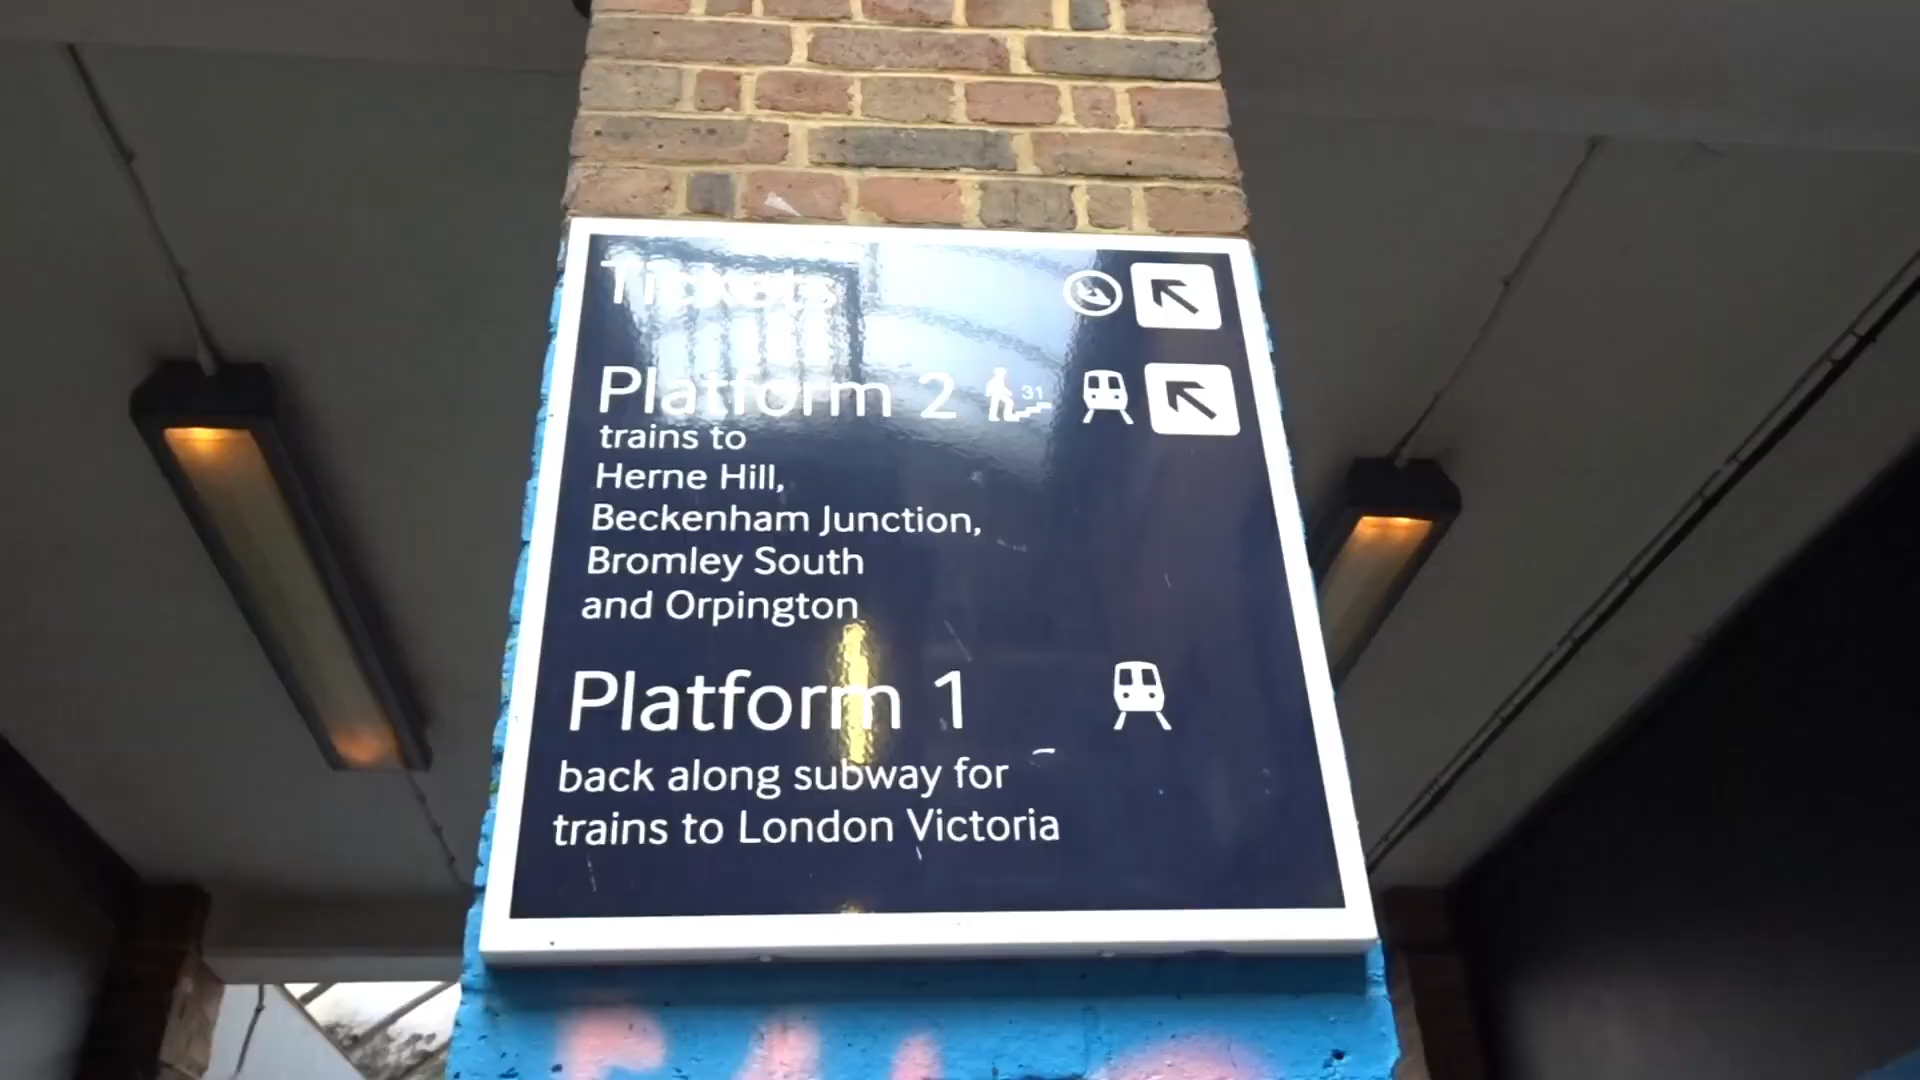 Tickets
Platform 2 31
trains to
Herne Hill,
Beckenham Junction,
Bromley South
and Orpington
Platform 1
back along subway for
trains to London Victoria